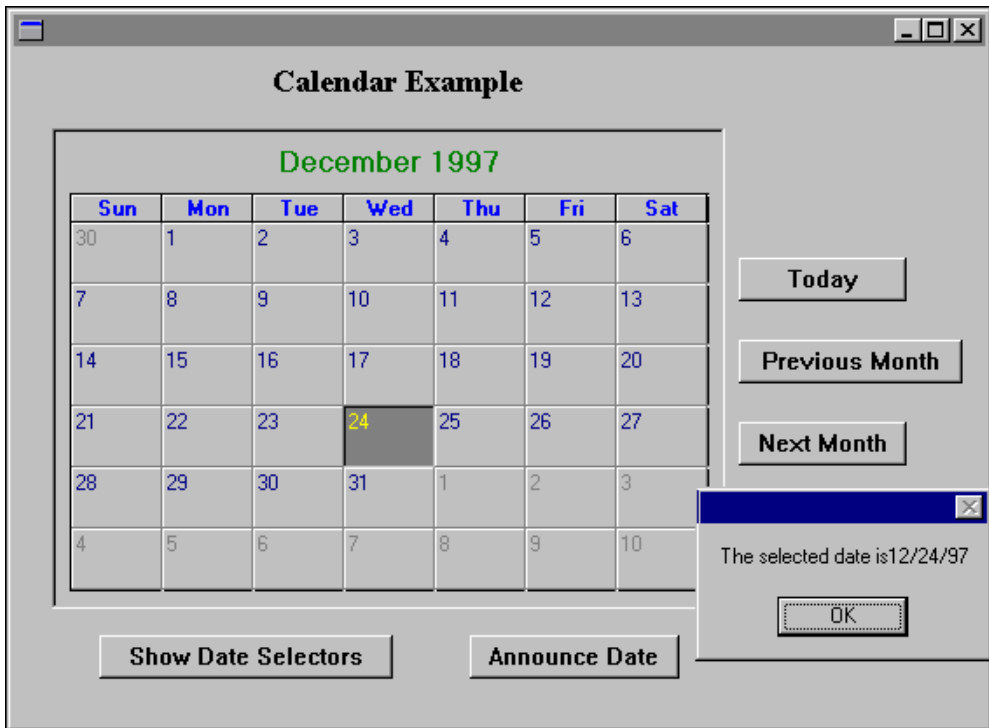 Calendar Example
December 1997
Sun Mon Tue Wed Thu Fri Sat
30 1 2 3 4 5 6
7 8 9 10 11 12 13
14 15 16 17 18 19 20
21 22 23 24 25 26 27
28 29 30 31 1 2 3
4 5 6 7 8 9 10
Today
Previous Month
Next Month
The selected date is12/24/97
OK
Show Date Selectors
Announce Date